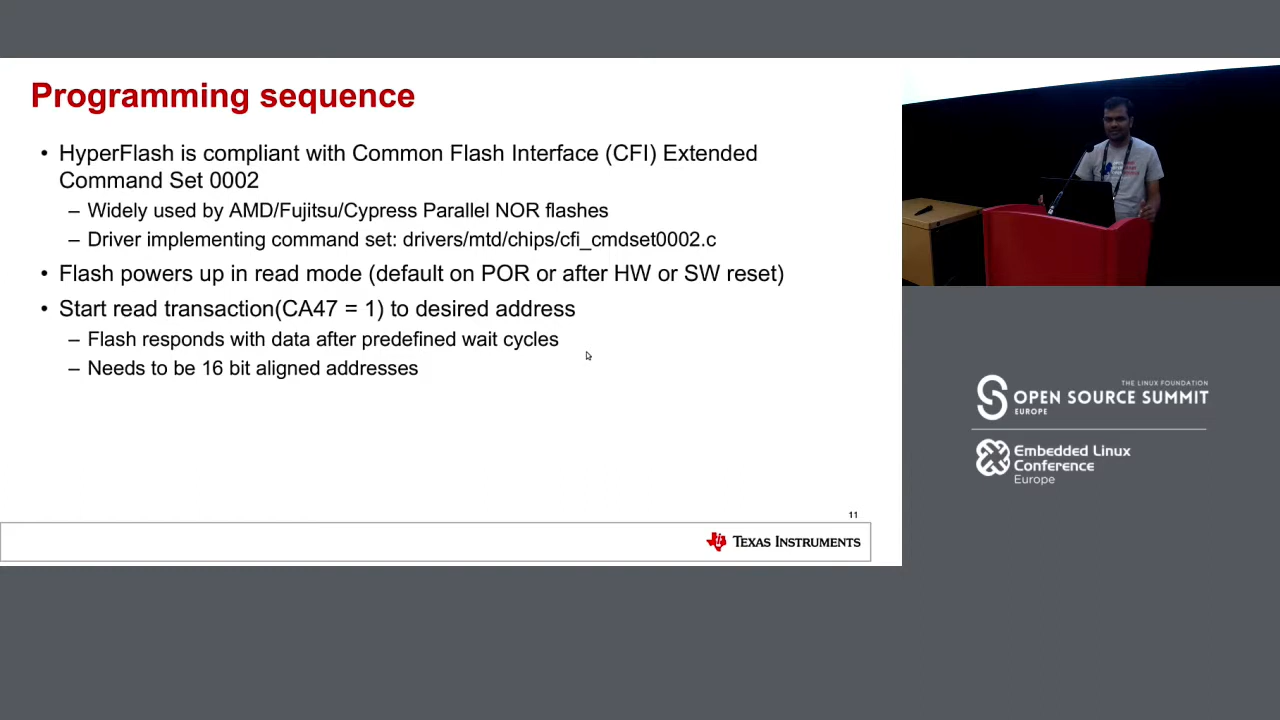 Programming sequence
• HyperFlash is compliant with Common Flash Interface (CFI) Extended
Command Set 0002
– Widely used by AMD/Fujitsu/Cypress Parallel NOR flashes
– Driver implementing command set: drivers/mtd/chips/cfi_cmdset0002.c
• Flash powers up in read mode (default on POR or after HW or SW reset)
• Start read transaction(CA47 = 1) to desired address
– Flash responds with data after predefined wait cycles
– Needs to be 16 bit aligned addresses
11
TEXAS INSTRUMENTS
THE LINUX FOUNDATION
OPEN SOURCE SUMMIT
EUROPE
Embedded Linux
Conference
Europe